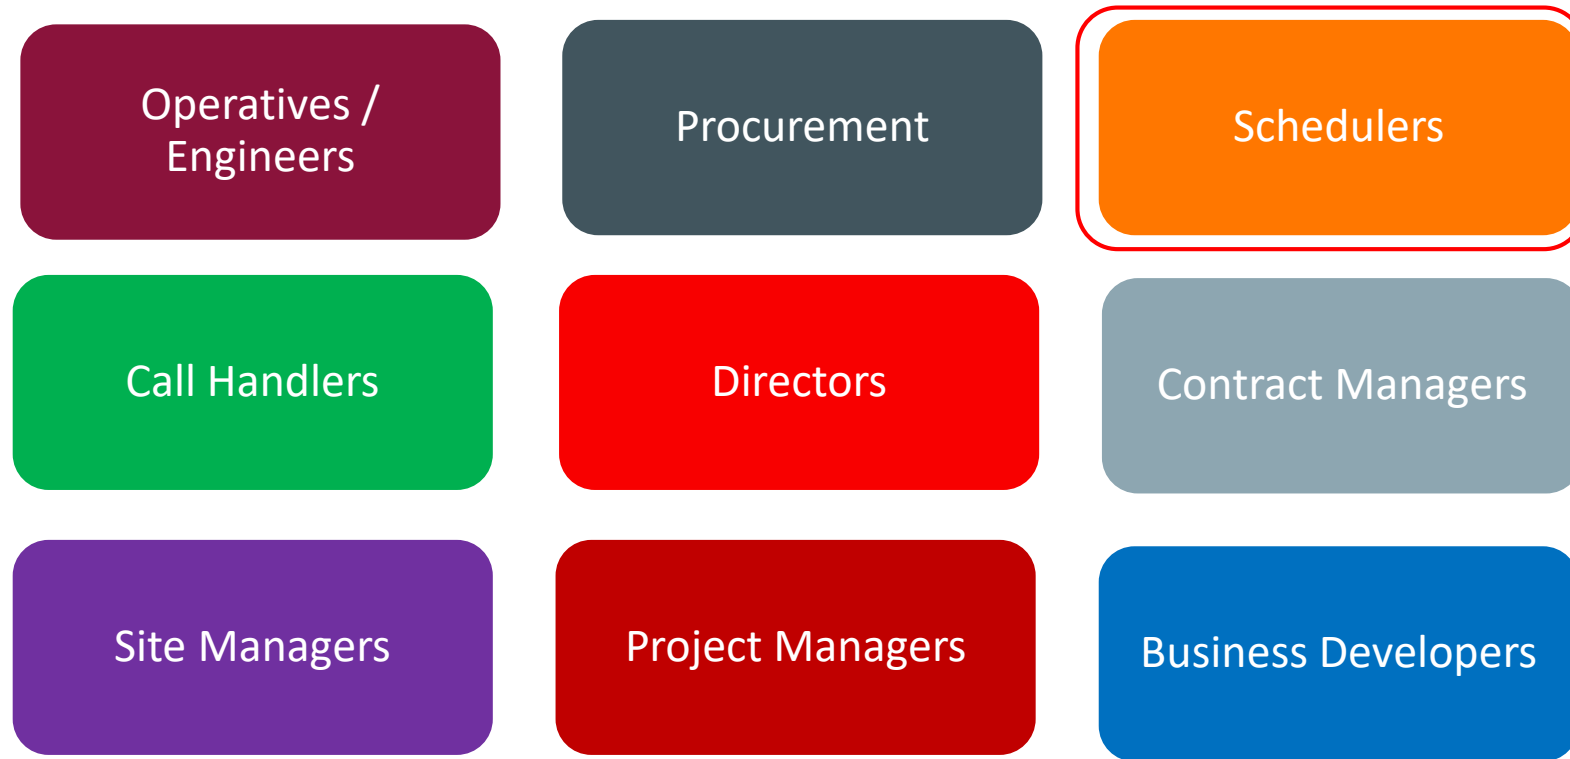 Operatives /
Engineers
Procurement
Schedulers
Call Handlers
Directors
Contract Managers
Site Managers
Project Managers
Business Developers